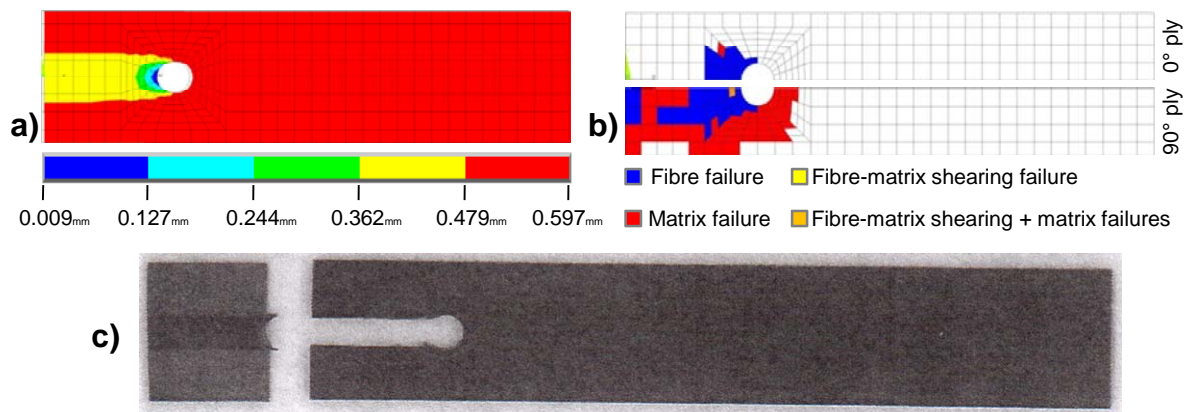 a)
0.009mm 0.127mm 0.244mm 0.362mm 0.479mm 0.597mm
b)
0° ply
90° ply
Fibre failure Fibre-matrix shearing failure
Matrix failure Fibre-matrix shearing + matrix failures
c)